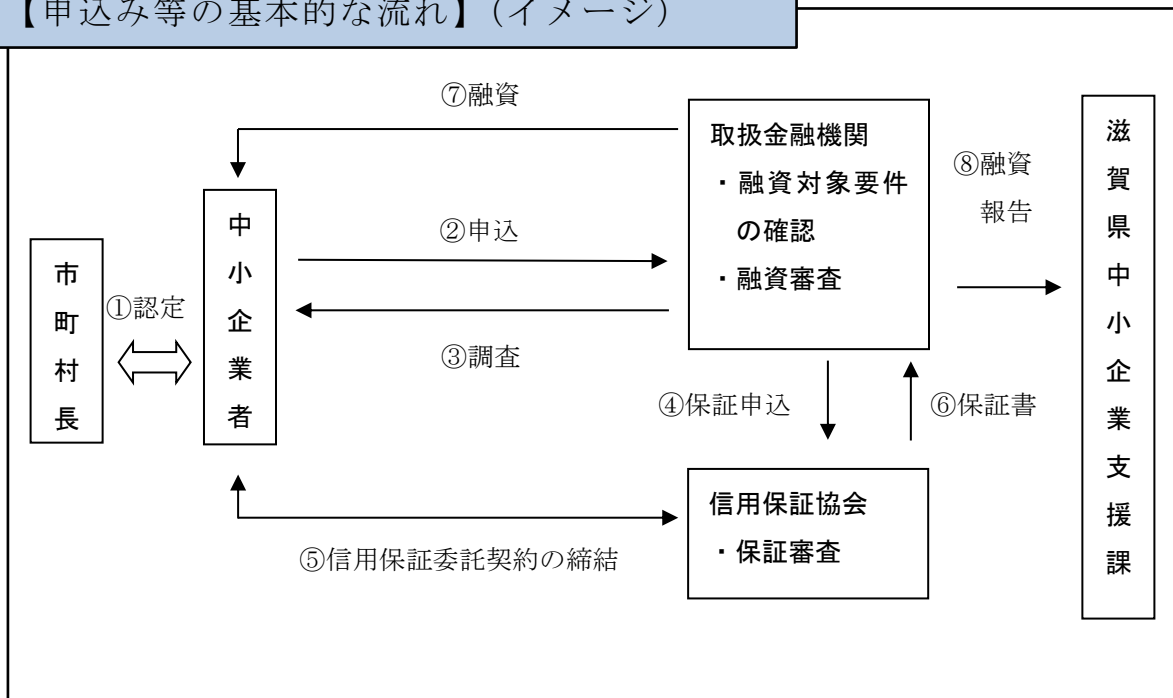 【申込み等の基本的な流れ】（イメージ）
⑦融資
取扱金融機関
・融資対象要件
の確認
・融資審査
⑧融資
報告
滋賀県中小企業支援課
中小企業者
②申込
市町村長
①認定
③調査
④保証申込
⑥保証書
信用保証協会
・保証審査
⑤信用保証委託契約の締結